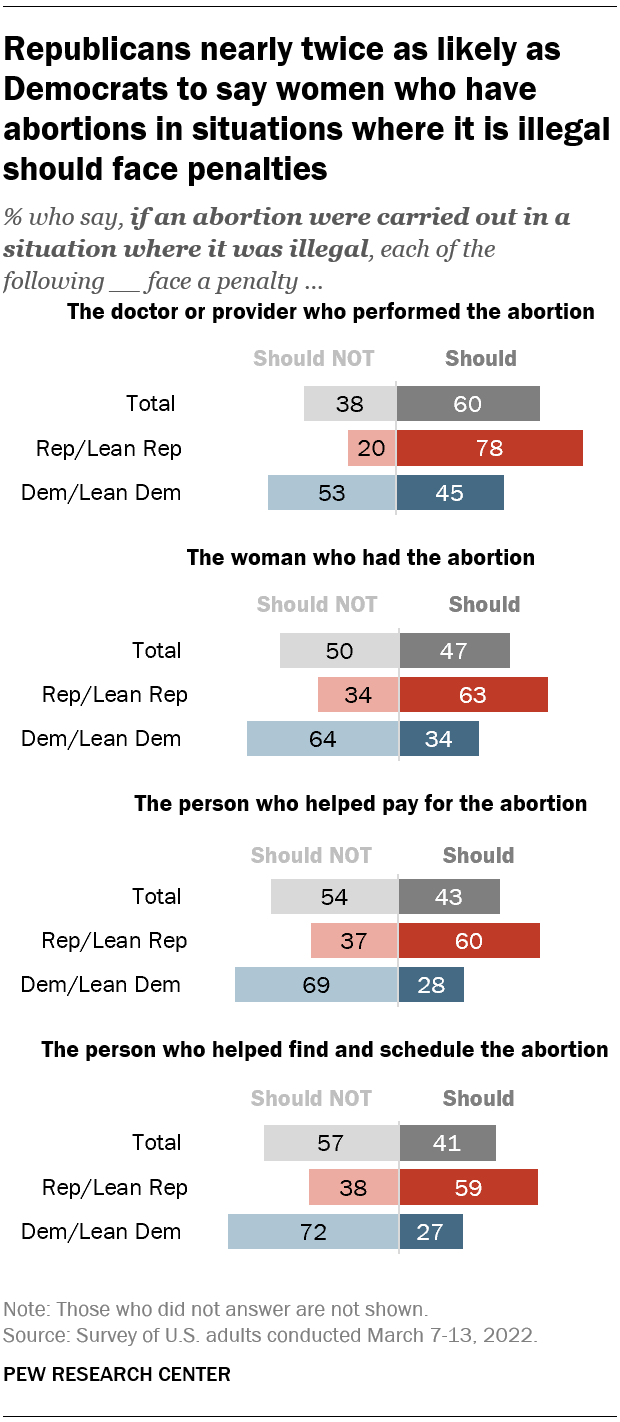 Republicans nearly twice as likely as
Democrats to say women who have
abortions in situations where it is illegal
should face penalties
% who say, if an abortion were carried out in a
situation where it was illegal, each of the
following __ face a penalty ...
The doctor or provider who performed the abortion
Should NOT Should
Total 38 60
Rep/Lean Rep 20 78
Dem/Lean Dem 53 45
The woman who had the abortion
Should NOT Should
Total 50 47
Rep/Lean Rep 34 63
Dem/Lean Dem 64 34
The person who helped pay for the abortion
Should NOT Should
Total 54 43
Rep/Lean Rep 37 60
Dem/Lean Dem 69 28
The person who helped find and schedule the abortion
Should NOT Should
Total 57 41
Rep/Lean Rep 38 59
Dem/Lean Dem 72 27
Note: Those who did not answer are not shown.
Source: Survey of U.S. adults conducted March 7-13, 2022.
PEW RESEARCH CENTER